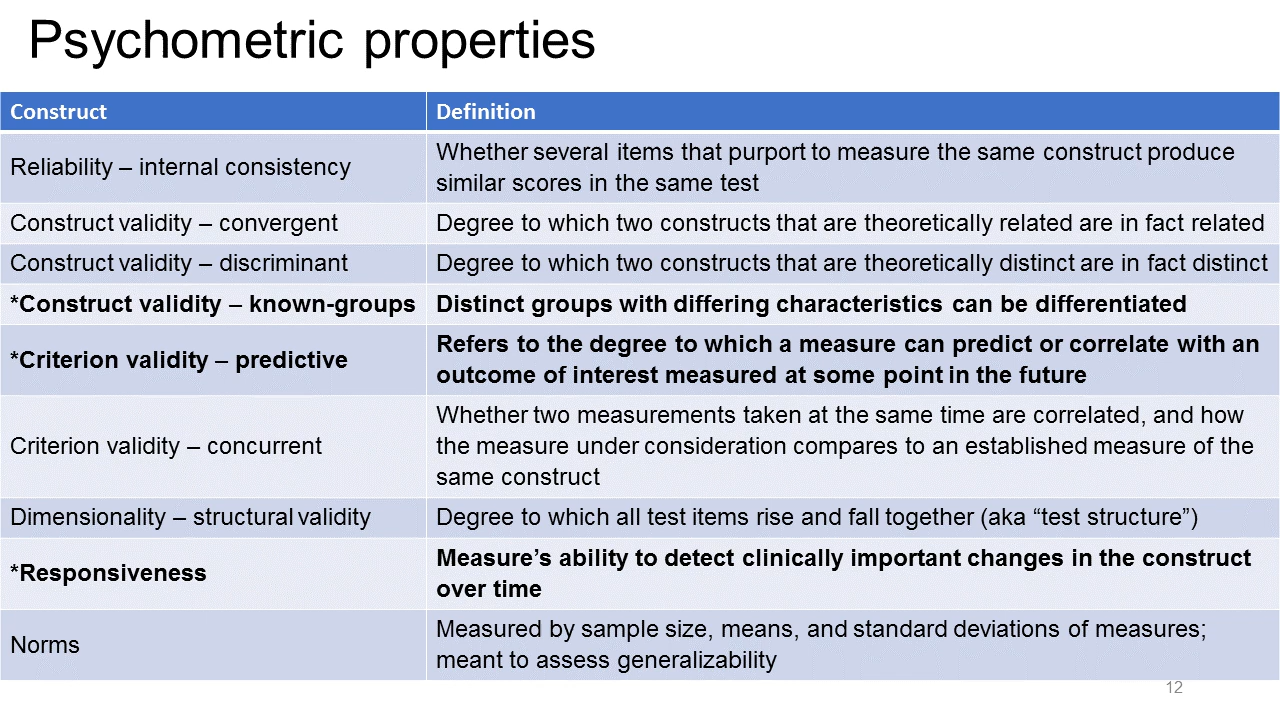 Psychometric properties
Construct
Definition
Reliability – internal consistency
Whether several items that purport to measure the same construct produce
similar scores in the same test
Construct validity – convergent
Degree to which two constructs that are theoretically related are in fact related
Construct validity – discriminant
Degree to which two constructs that are theoretically distinct are in fact distinct
*Construct validity – known-groups
Distinct groups with differing characteristics can be differentiated
*Criterion validity – predictive
Refers to the degree to which a measure can predict or correlate with an
outcome of interest measured at some point in the future
Criterion validity – concurrent
Whether two measurements taken at the same time are correlated, and how
the measure under consideration compares to an established measure of the
same construct
Dimensionality – structural validity
Degree to which all test items rise and fall together (aka “test structure”)
*Responsiveness
Measure’s ability to detect clinically important changes in the construct
over time
Norms
Measured by sample size, means, and standard deviations of measures;
meant to assess generalizability
12